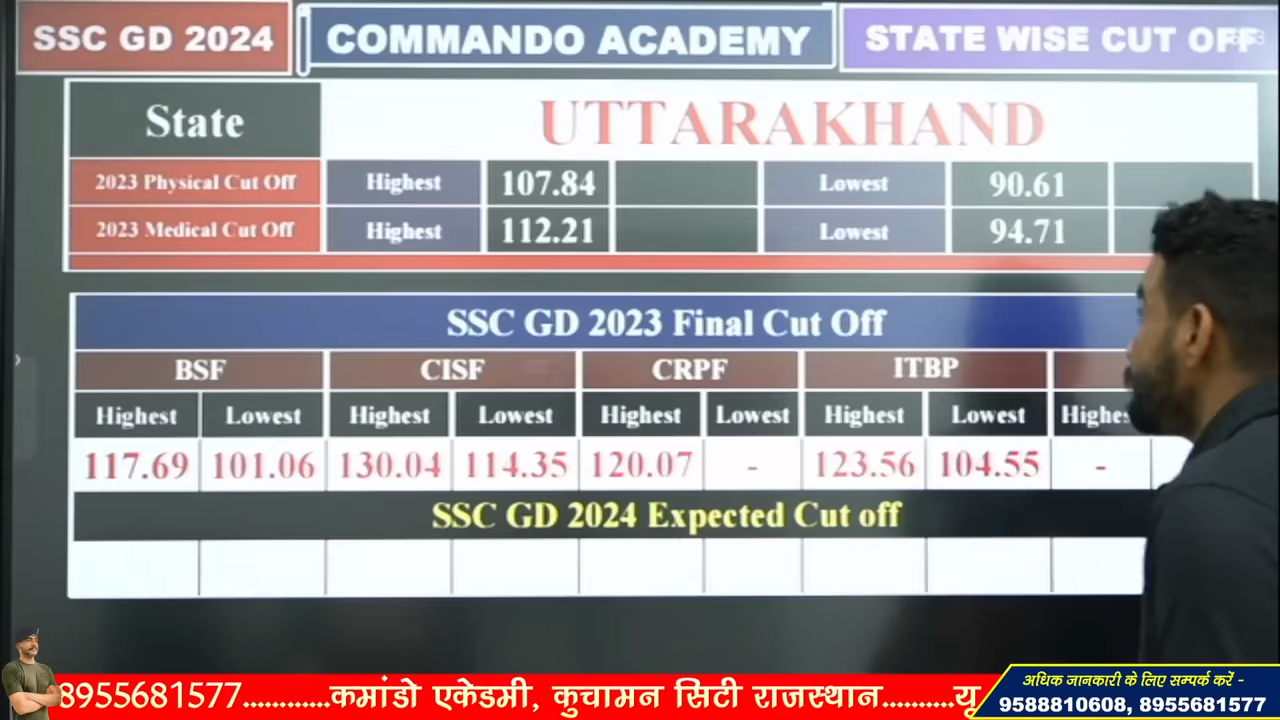 SSC GD 2024 COMMANDO ACADEMY STATE WISE CUT OFF
State UTTARAKHAND
2023 Physical Cut Off Highest 107.84 Lowest 90.61
2023 Medical Cut Off Highest 112.21 Lowest 94.71
SSC GD 2023 Final Cut Off
BSF CISF CRPF ITBP
Highest Lowest Highest Lowest Highest Lowest Highest Lowest Highes
117.69 101.06 130.04 114.35 120.07 - 123.56 104.55 -
SSC GD 2024 Expected Cut off
8955681577.............कमांडो एकेडमी, कुचामन सिटी राजस्थान..........यू
अधिक जानकारी के लिए सम्पर्क करें -
9588810608, 8955681577